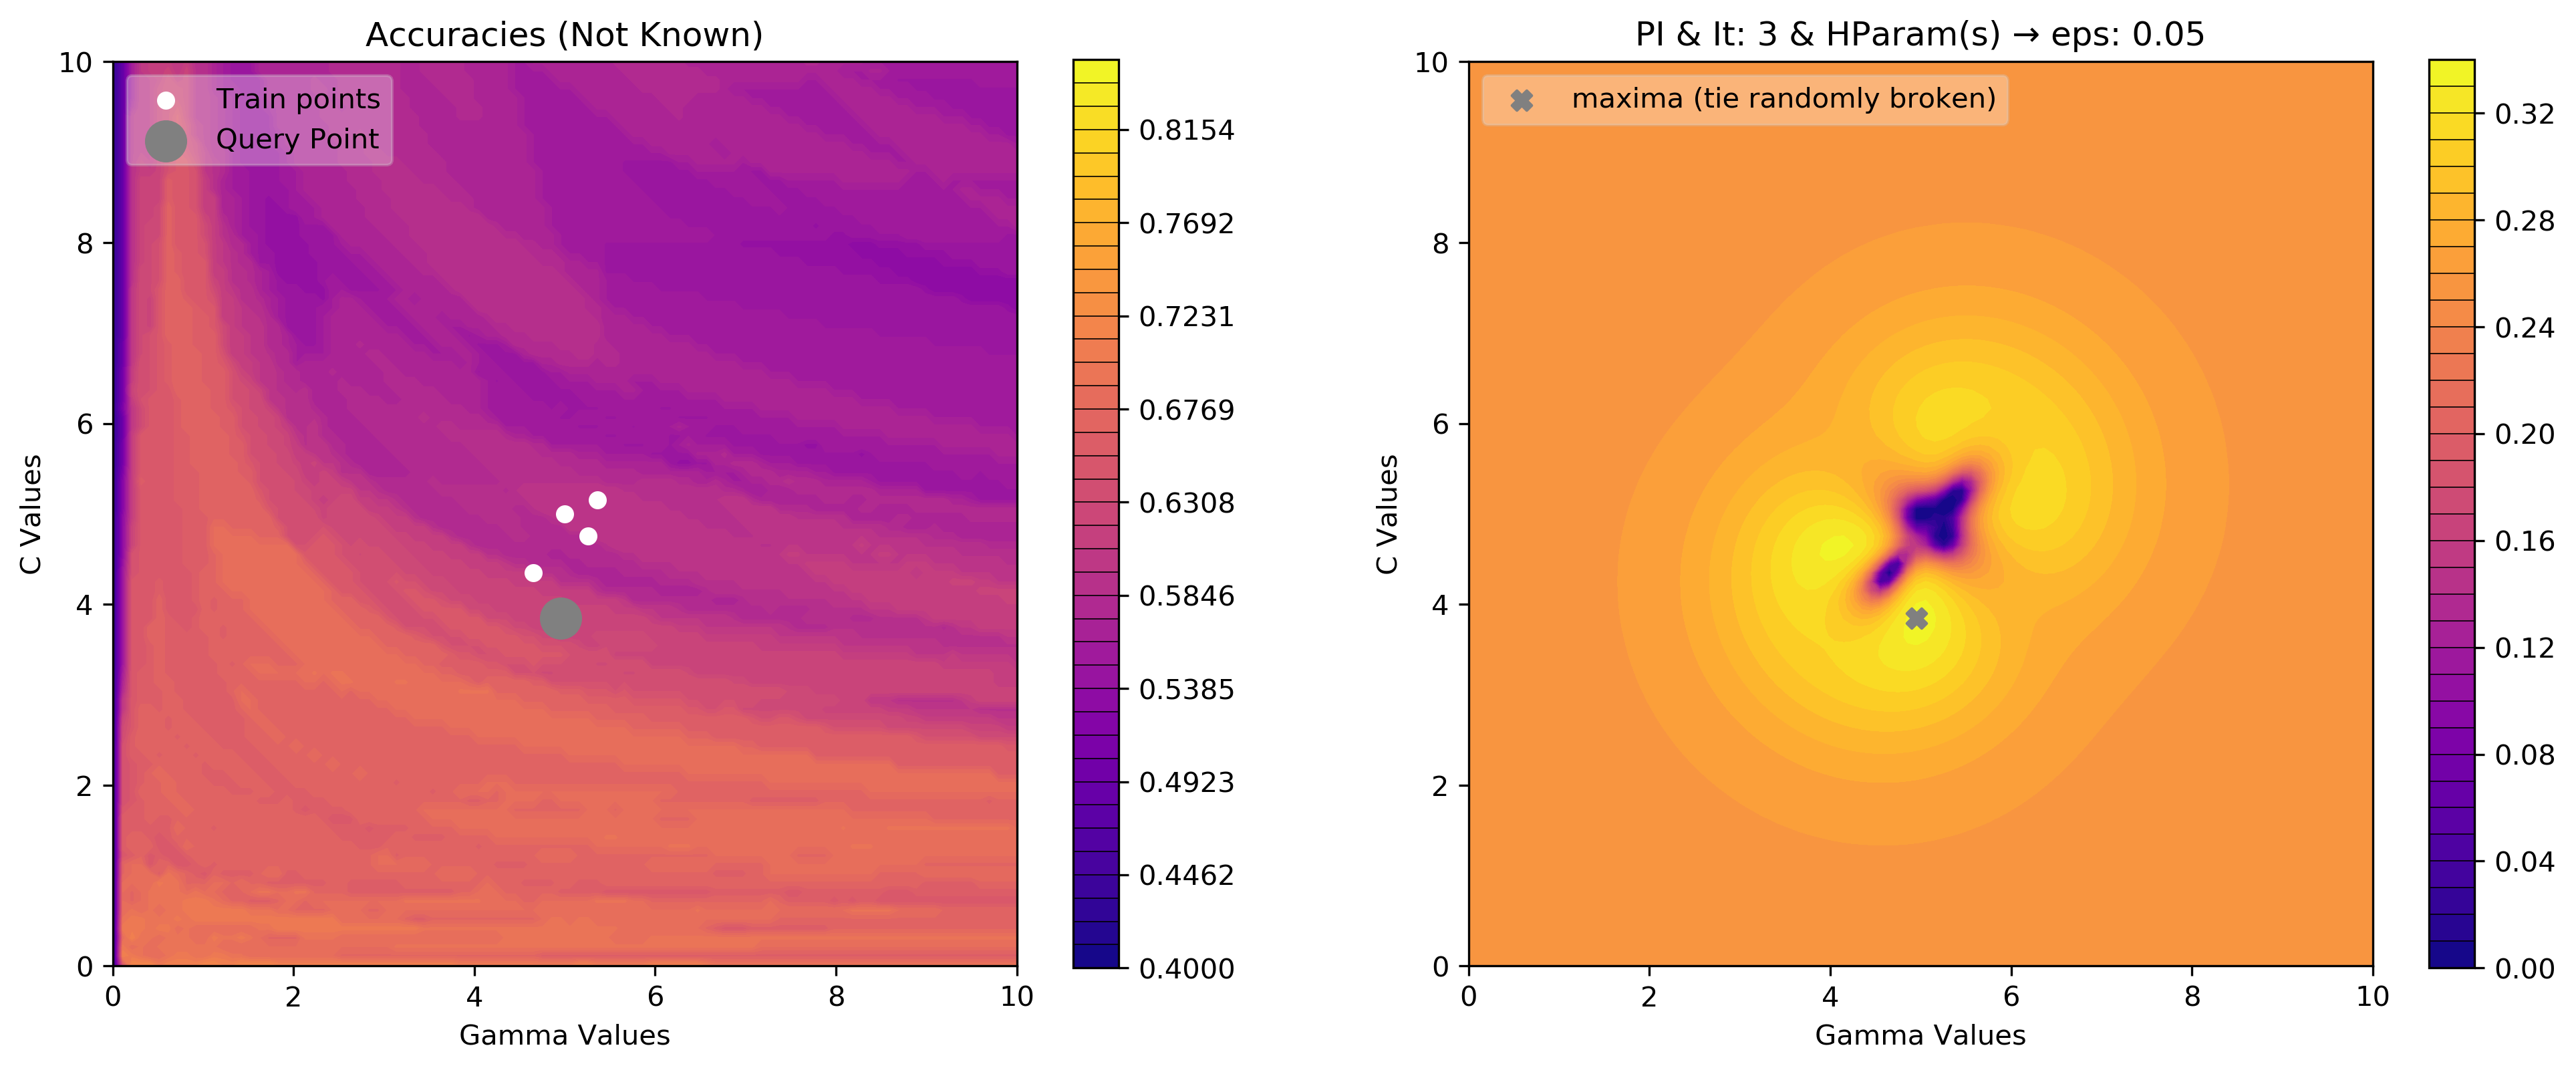 Accuracies (Not Known)
Train points
Query Point
10
8
6
4
2
0
C Values
0 2 4 6 8 10
Gamma Values
0.8154
0.7692
0.7231
0.6769
0.6308
0.5846
0.5385
0.4923
0.4462
0.4000
PI & It: 3 & HParam(s) → eps: 0.05
maxima (tie randomly broken)
10
8
6
4
2
0
C Values
0 2 4 6 8 10
Gamma Values
0.32
0.28
0.24
0.20
0.16
0.12
0.08
0.04
0.00